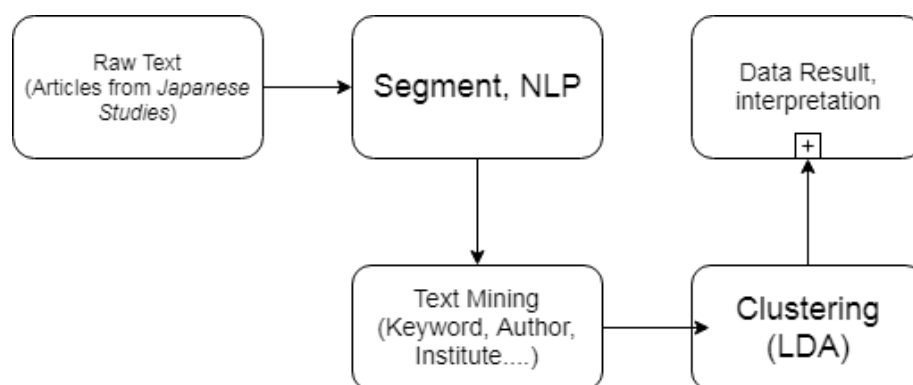 Raw Text
(Articles from Japanese
Studies)
Segment, NLP
Text Mining
(Keyword, Author,
Institute....)
Clustering
(LDA)
Data Result,
interpretation
+